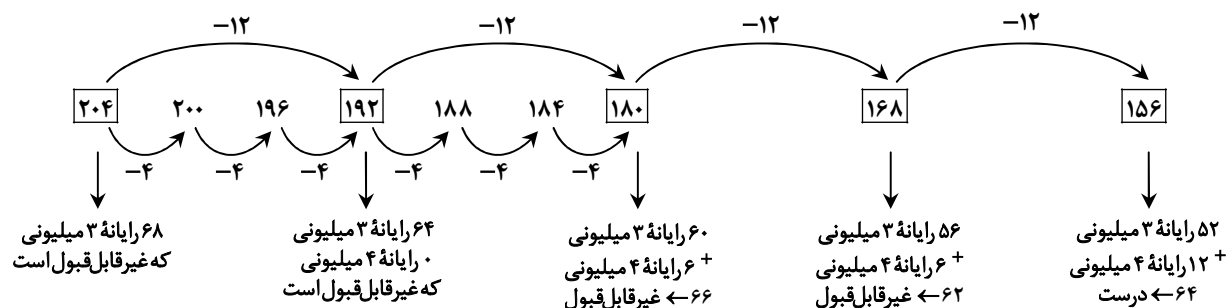 −۱۲ −۱۲ −۱۲ −۱۲
۲۰۴ ۲۰۰ ۱۹۶ ۱۹۲ ۱۸۸ ۱۸۴ ۱۸۰ ۱۶۸ ۱۵۶
−۴ −۴ −۴ −۴ −۴ −۴
۶۸ رایانهٔ ۳ میلیونی
که غیرقابل‌قبول است
۶۴ رایانهٔ ۳ میلیونی
۰ رایانهٔ ۴ میلیونی
که غیرقابل‌قبول است
۶۰ رایانهٔ ۳ میلیونی
+ ۶ رایانهٔ ۴ میلیونی
۶۶ ← غیرقابل‌قبول
۵۶ رایانهٔ ۳ میلیونی
+ ۶ رایانهٔ ۴ میلیونی
۶۲ ← غیرقابل‌قبول
۵۲ رایانهٔ ۳ میلیونی
+ ۱۲ رایانهٔ ۴ میلیونی
۶۴ ← درست